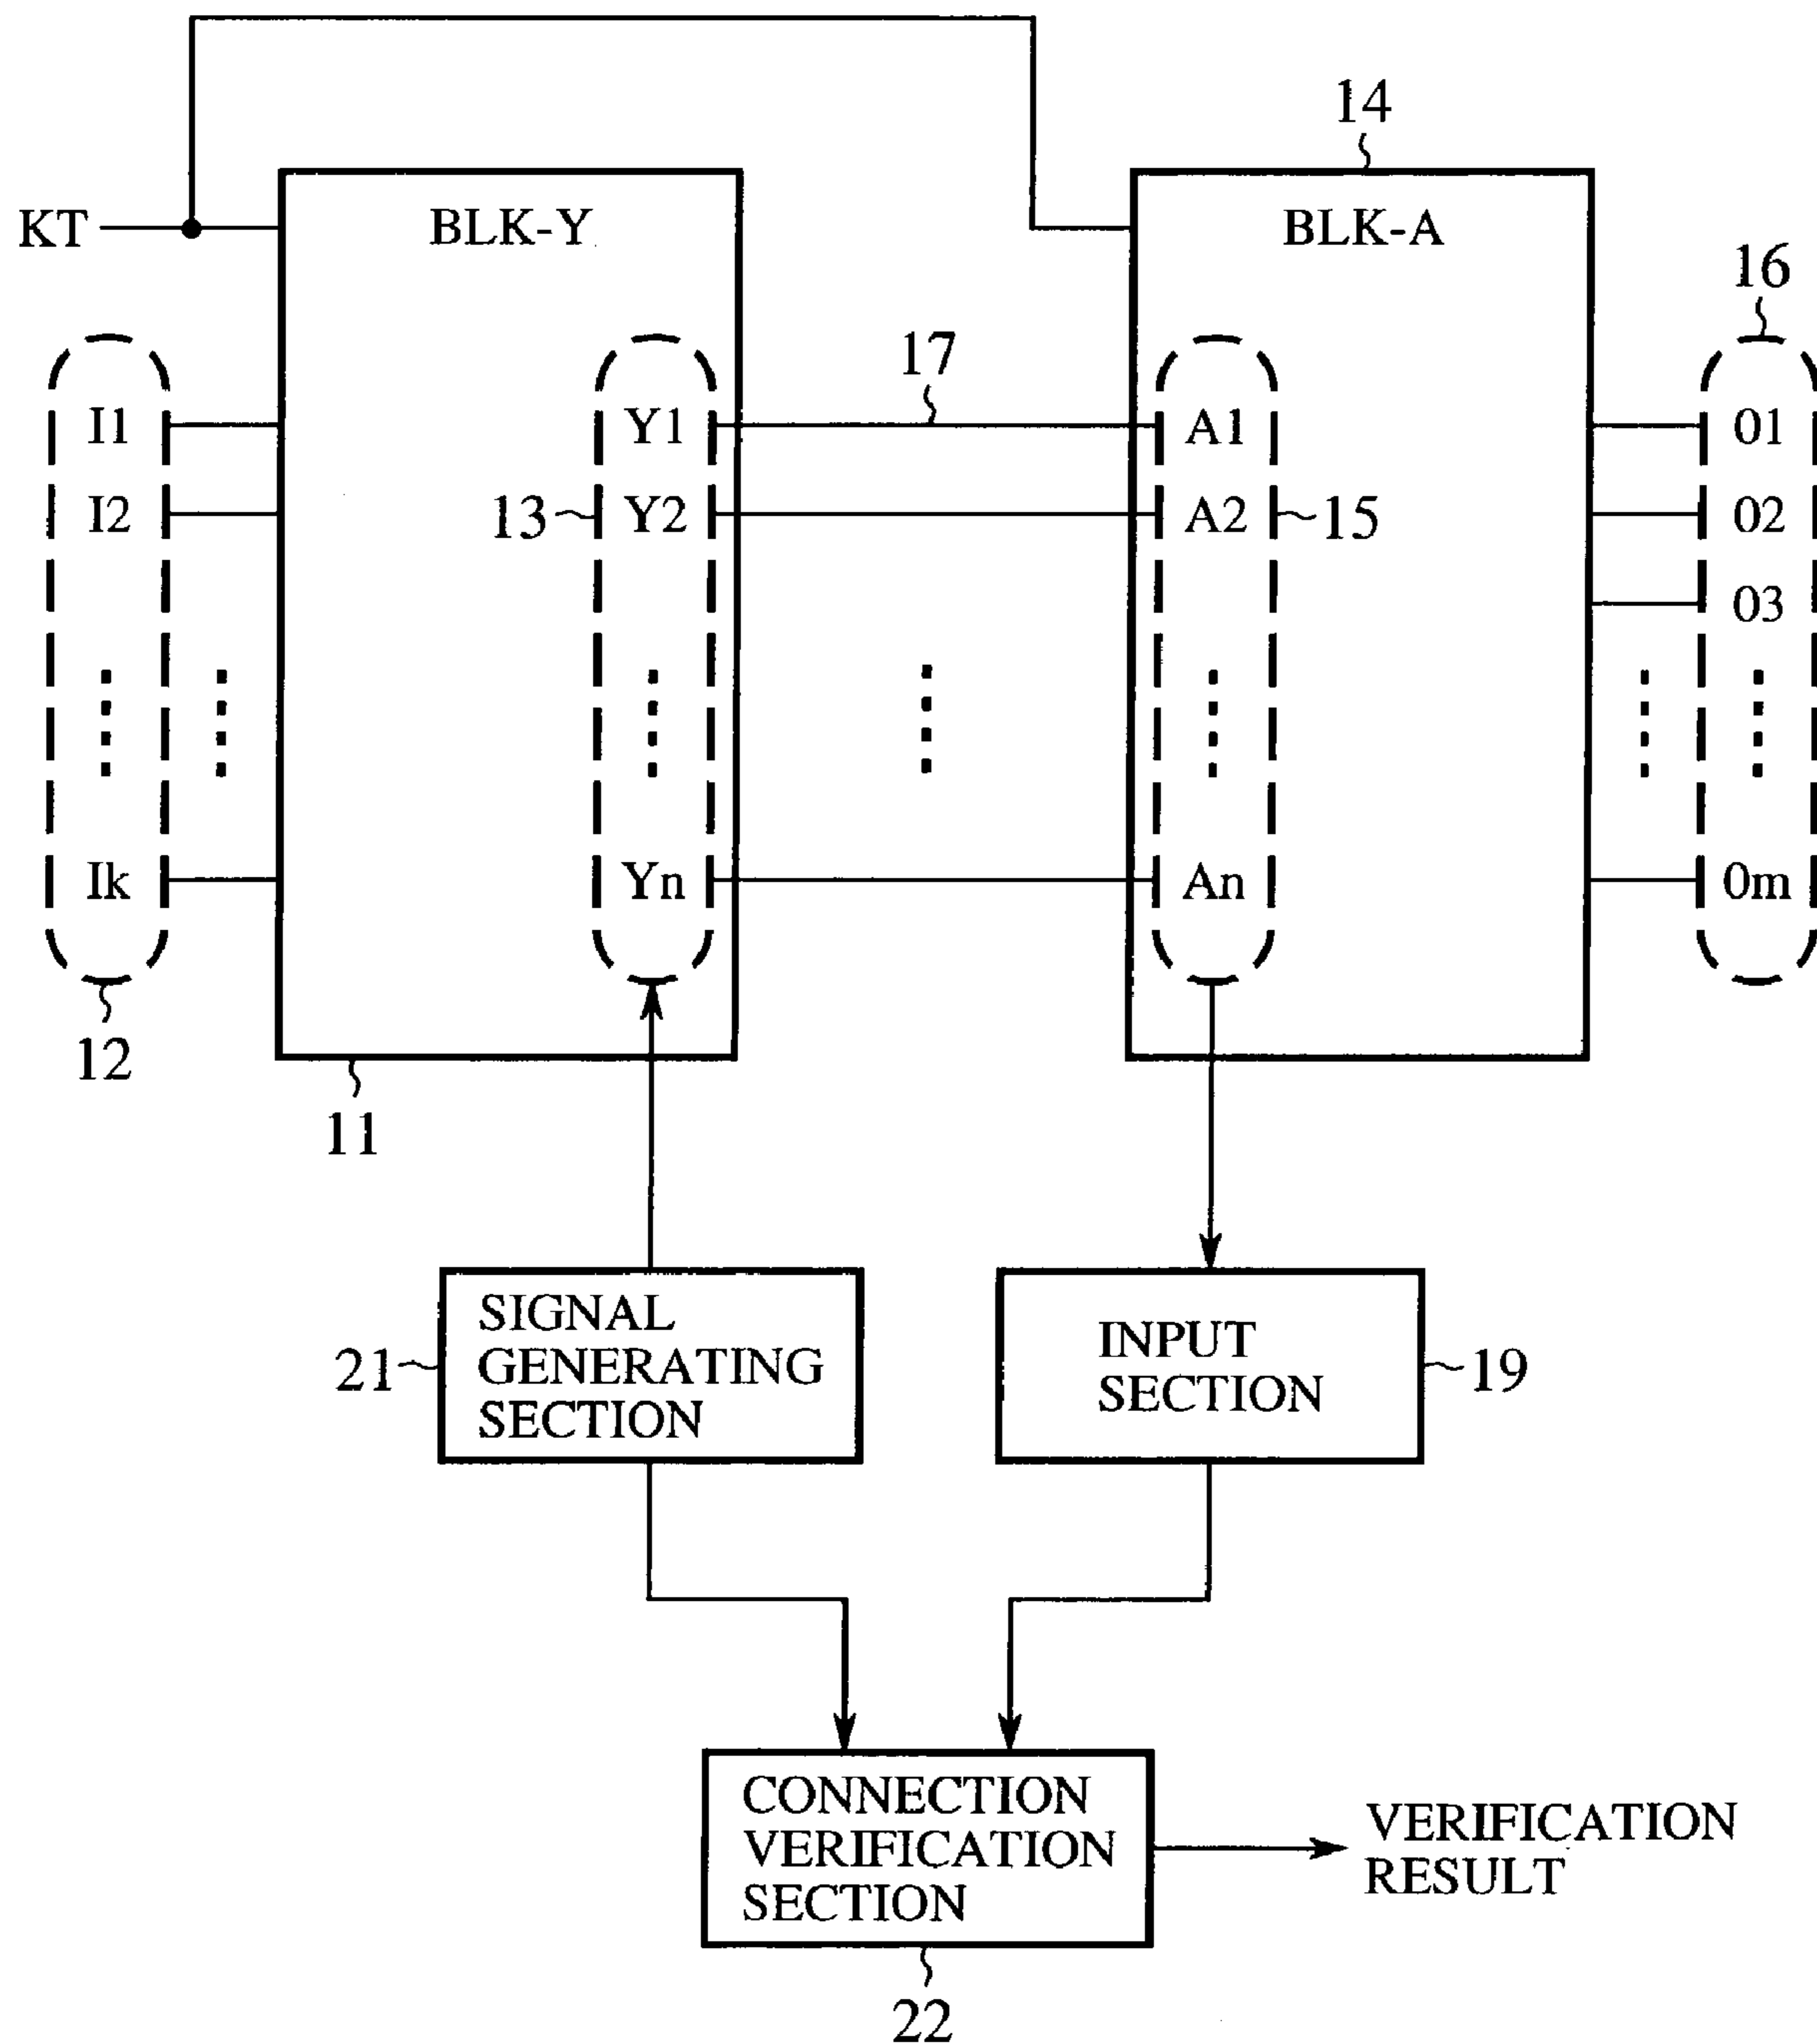 14
KT
BLK-Y
BLK-A
16
17
I1
Y1
A1
01
I2
13
Y2
A2
15
02
03
Ik
Yn
An
0m
12
11
SIGNAL
GENERATING
SECTION
21
INPUT
SECTION
19
CONNECTION
VERIFICATION
SECTION
VERIFICATION
RESULT
22